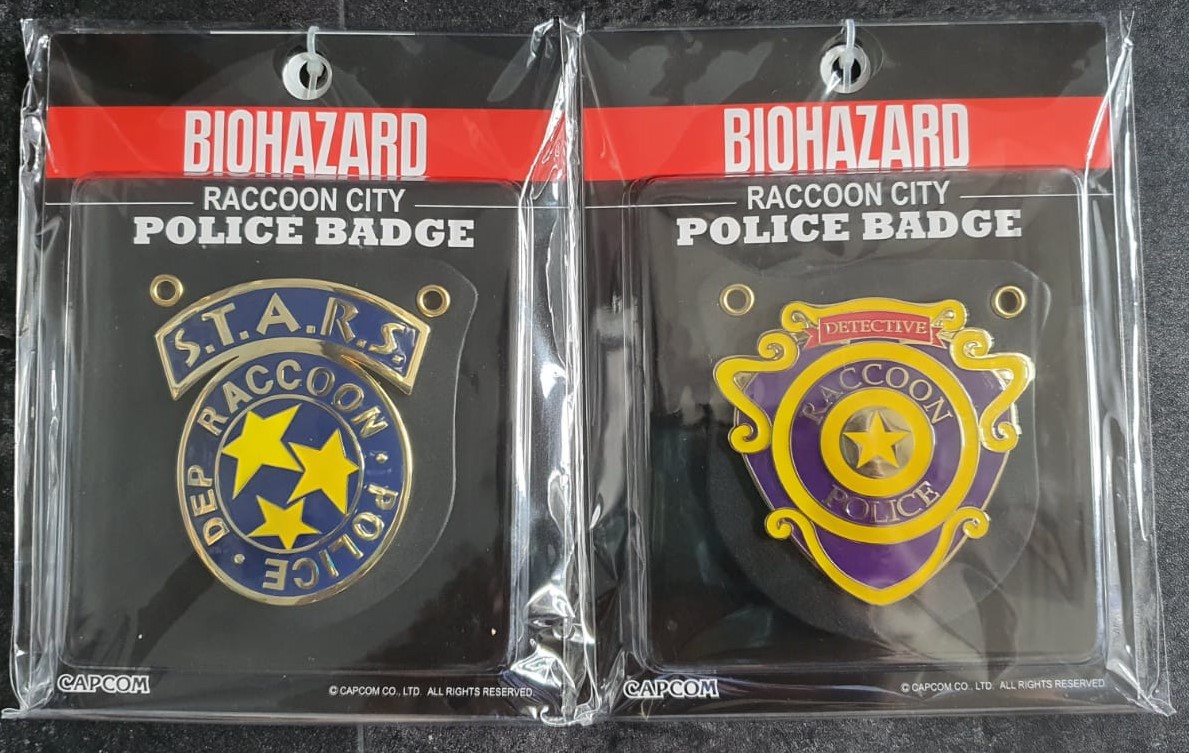 BIOHAZARD
RACCOON CITY
POLICE BADGE
S.T.A.R.S.
RACCOON · POLICE · DEP
CAPCOM
© CAPCOM CO., LTD. ALL RIGHTS RESERVED.
BIOHAZARD
RACCOON CITY
POLICE BADGE
DETECTIVE
RACCOON
POLICE
CAPCOM
© CAPCOM CO., LTD. ALL RIGHTS RESERVED